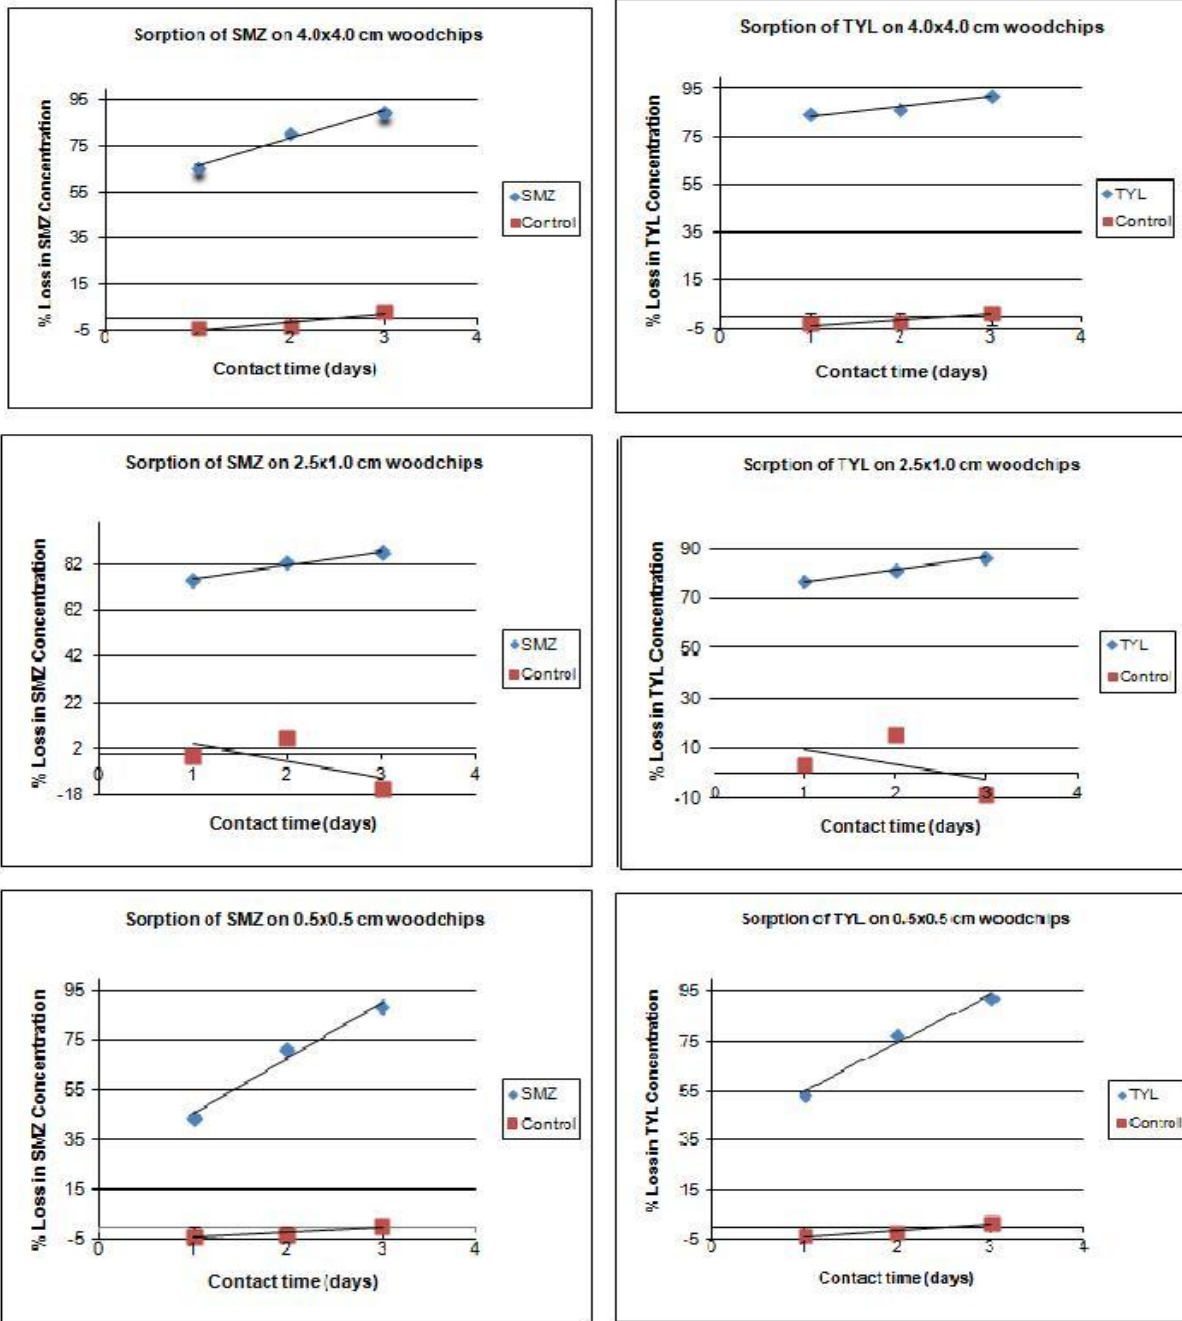 Sorption of SMZ on 4.0x4.0 cm woodchips
% Loss in SMZ Concentration
95
75
55
35
15
-5
0
1
2
3
4
Contact time (days)
SMZ
Control
Sorption of TYL on 4.0x4.0 cm woodchips
% Loss in TYL Concentration
95
75
55
35
15
-5
0
1
2
3
4
Contact time (days)
TYL
Control
Sorption of SMZ on 2.5x1.0 cm woodchips
% Loss in SMZ Concentration
82
62
42
22
2
-18
0
1
2
3
4
Contact time (days)
SMZ
Control
Sorption of TYL on 2.5x1.0 cm woodchips
% Loss in TYL Concentration
90
70
50
30
10
-10
0
1
2
3
4
Contact time (days)
TYL
Control
Sorption of SMZ on 0.5x0.5 cm woodchips
% Loss in SMZ Concentration
95
75
55
35
15
-5
0
1
2
3
4
Contact time (days)
SMZ
Control
Sorption of TYL on 0.5x0.5 cm woodchips
% Loss in TYL Concentration
95
75
55
35
15
-5
0
1
2
3
4
Contact time (days)
TYL
Control